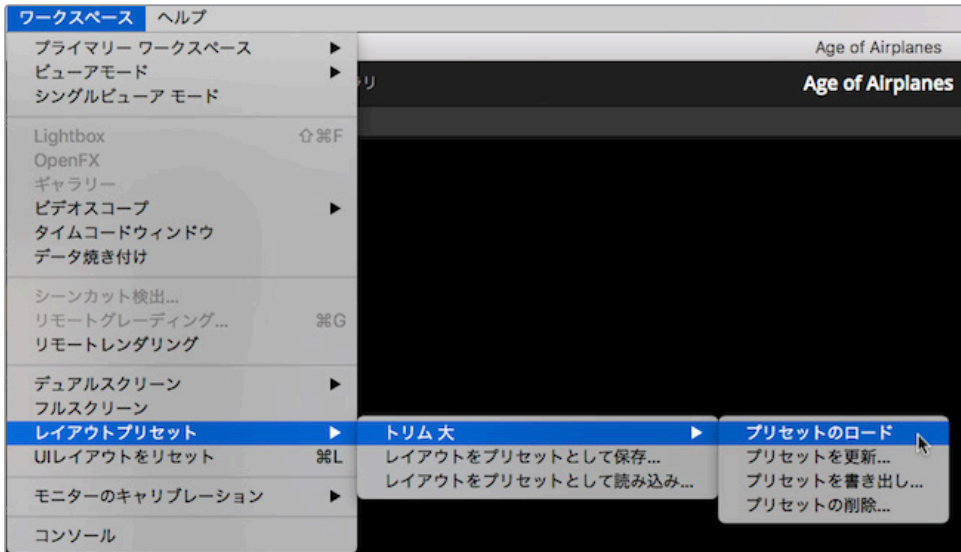 ワークスペース ヘルプ
プライマリー ワークスペース
Age of Airplanes
ビューアモード
シングルビューア モード
ラリ
Age of Airplanes
Lightbox ⇧⌘F
OpenFX
ギャラリー
ビデオスコープ
タイムコードウィンドウ
データ焼き付け
シーンカット検出...
リモートグレーディング... ⌘G
リモートレンダリング
デュアルスクリーン
フルスクリーン
レイアウトプリセット
UIレイアウトをリセット ⌘L
モニターのキャリブレーション
コンソール
トリム 大
レイアウトをプリセットとして保存...
レイアウトをプリセットとして読み込み...
プリセットのロード
プリセットを更新...
プリセットを書き出し...
プリセットの削除...